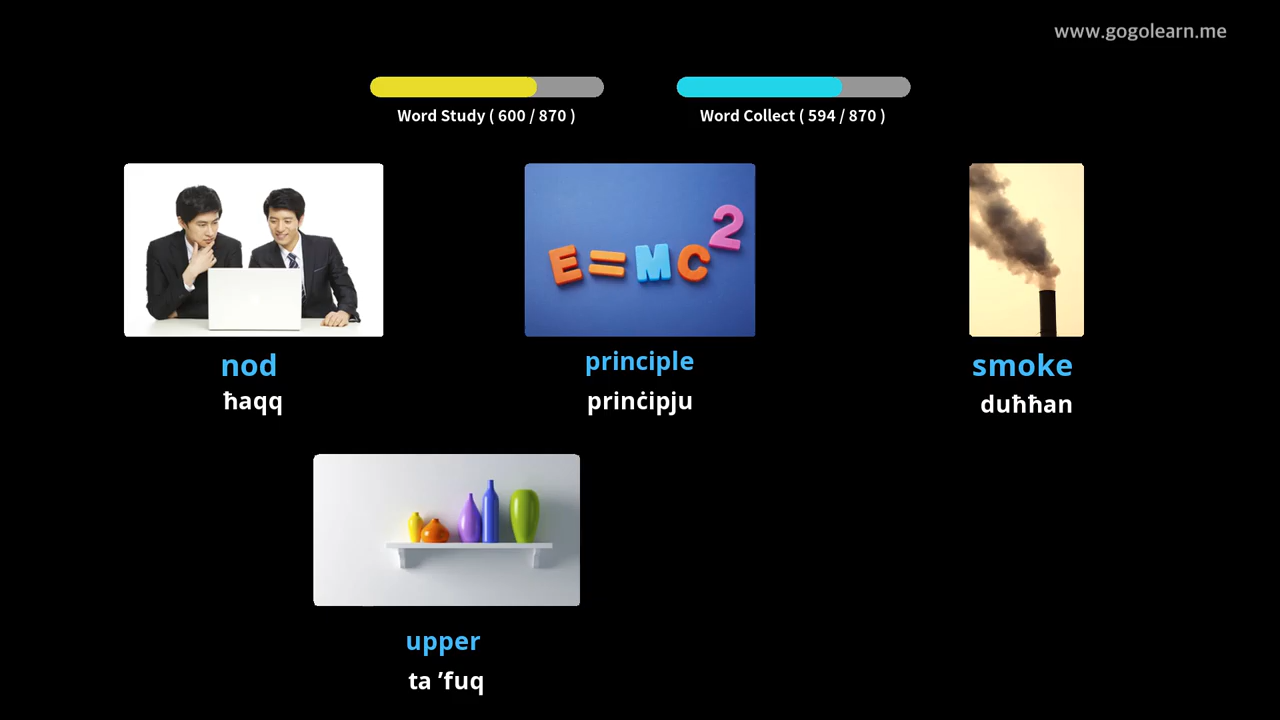 www.gogolearn.me
Word Study ( 600 / 870 )
Word Collect ( 594 / 870 )
E=MC2
nod
ħaqq
principle
prinċipju
smoke
duħħan
upper
ta ’fuq